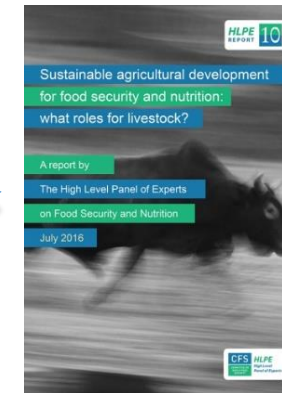 HLPE
REPORT 10
Sustainable agricultural development
for food security and nutrition:
what roles for livestock?
A report by
The High Level Panel of Experts
on Food Security and Nutrition
July 2016
CFS HLPE
High Level
Panel of Experts